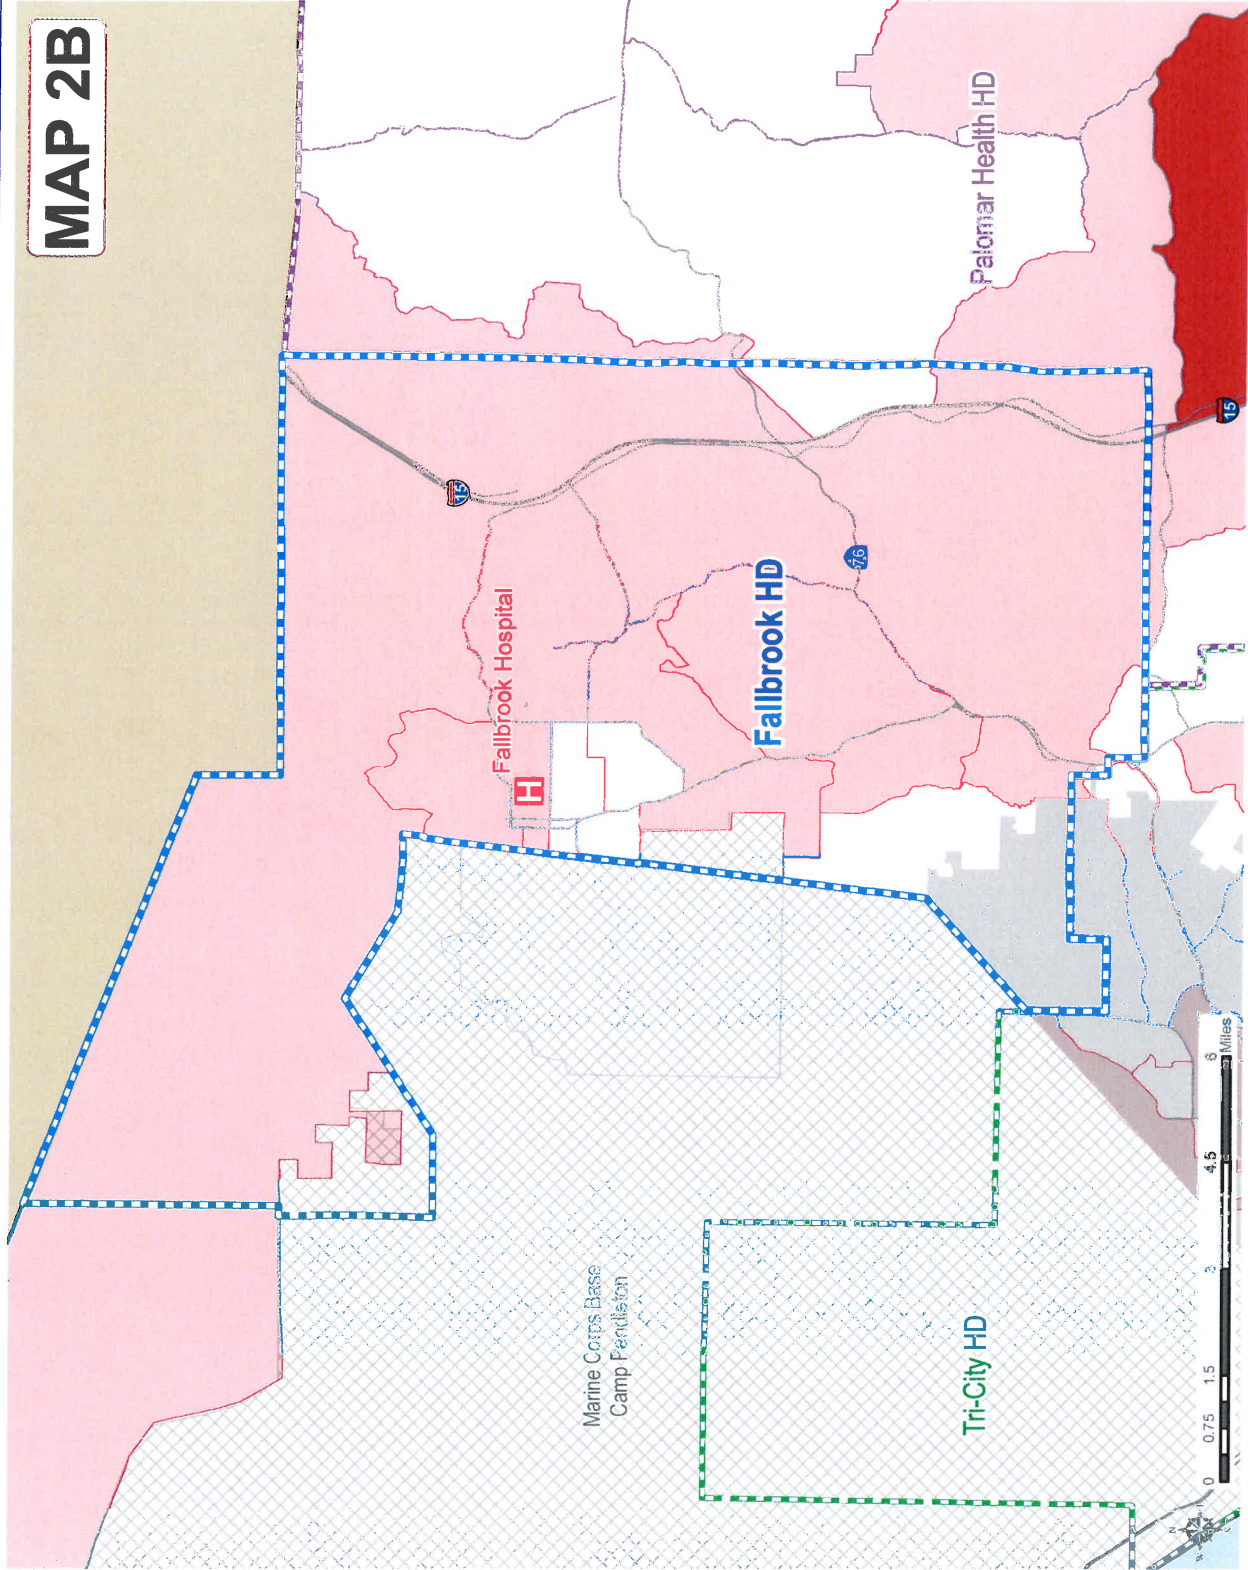 MAP 2B
Palomar Health HD
15
Fallbrook Hospital
H
76
Fallbrook HD
15
Marine Corps Base
Camp Pendleton
Tri-City HD
0 0.75 1.5 3 4.5 6
Miles
N